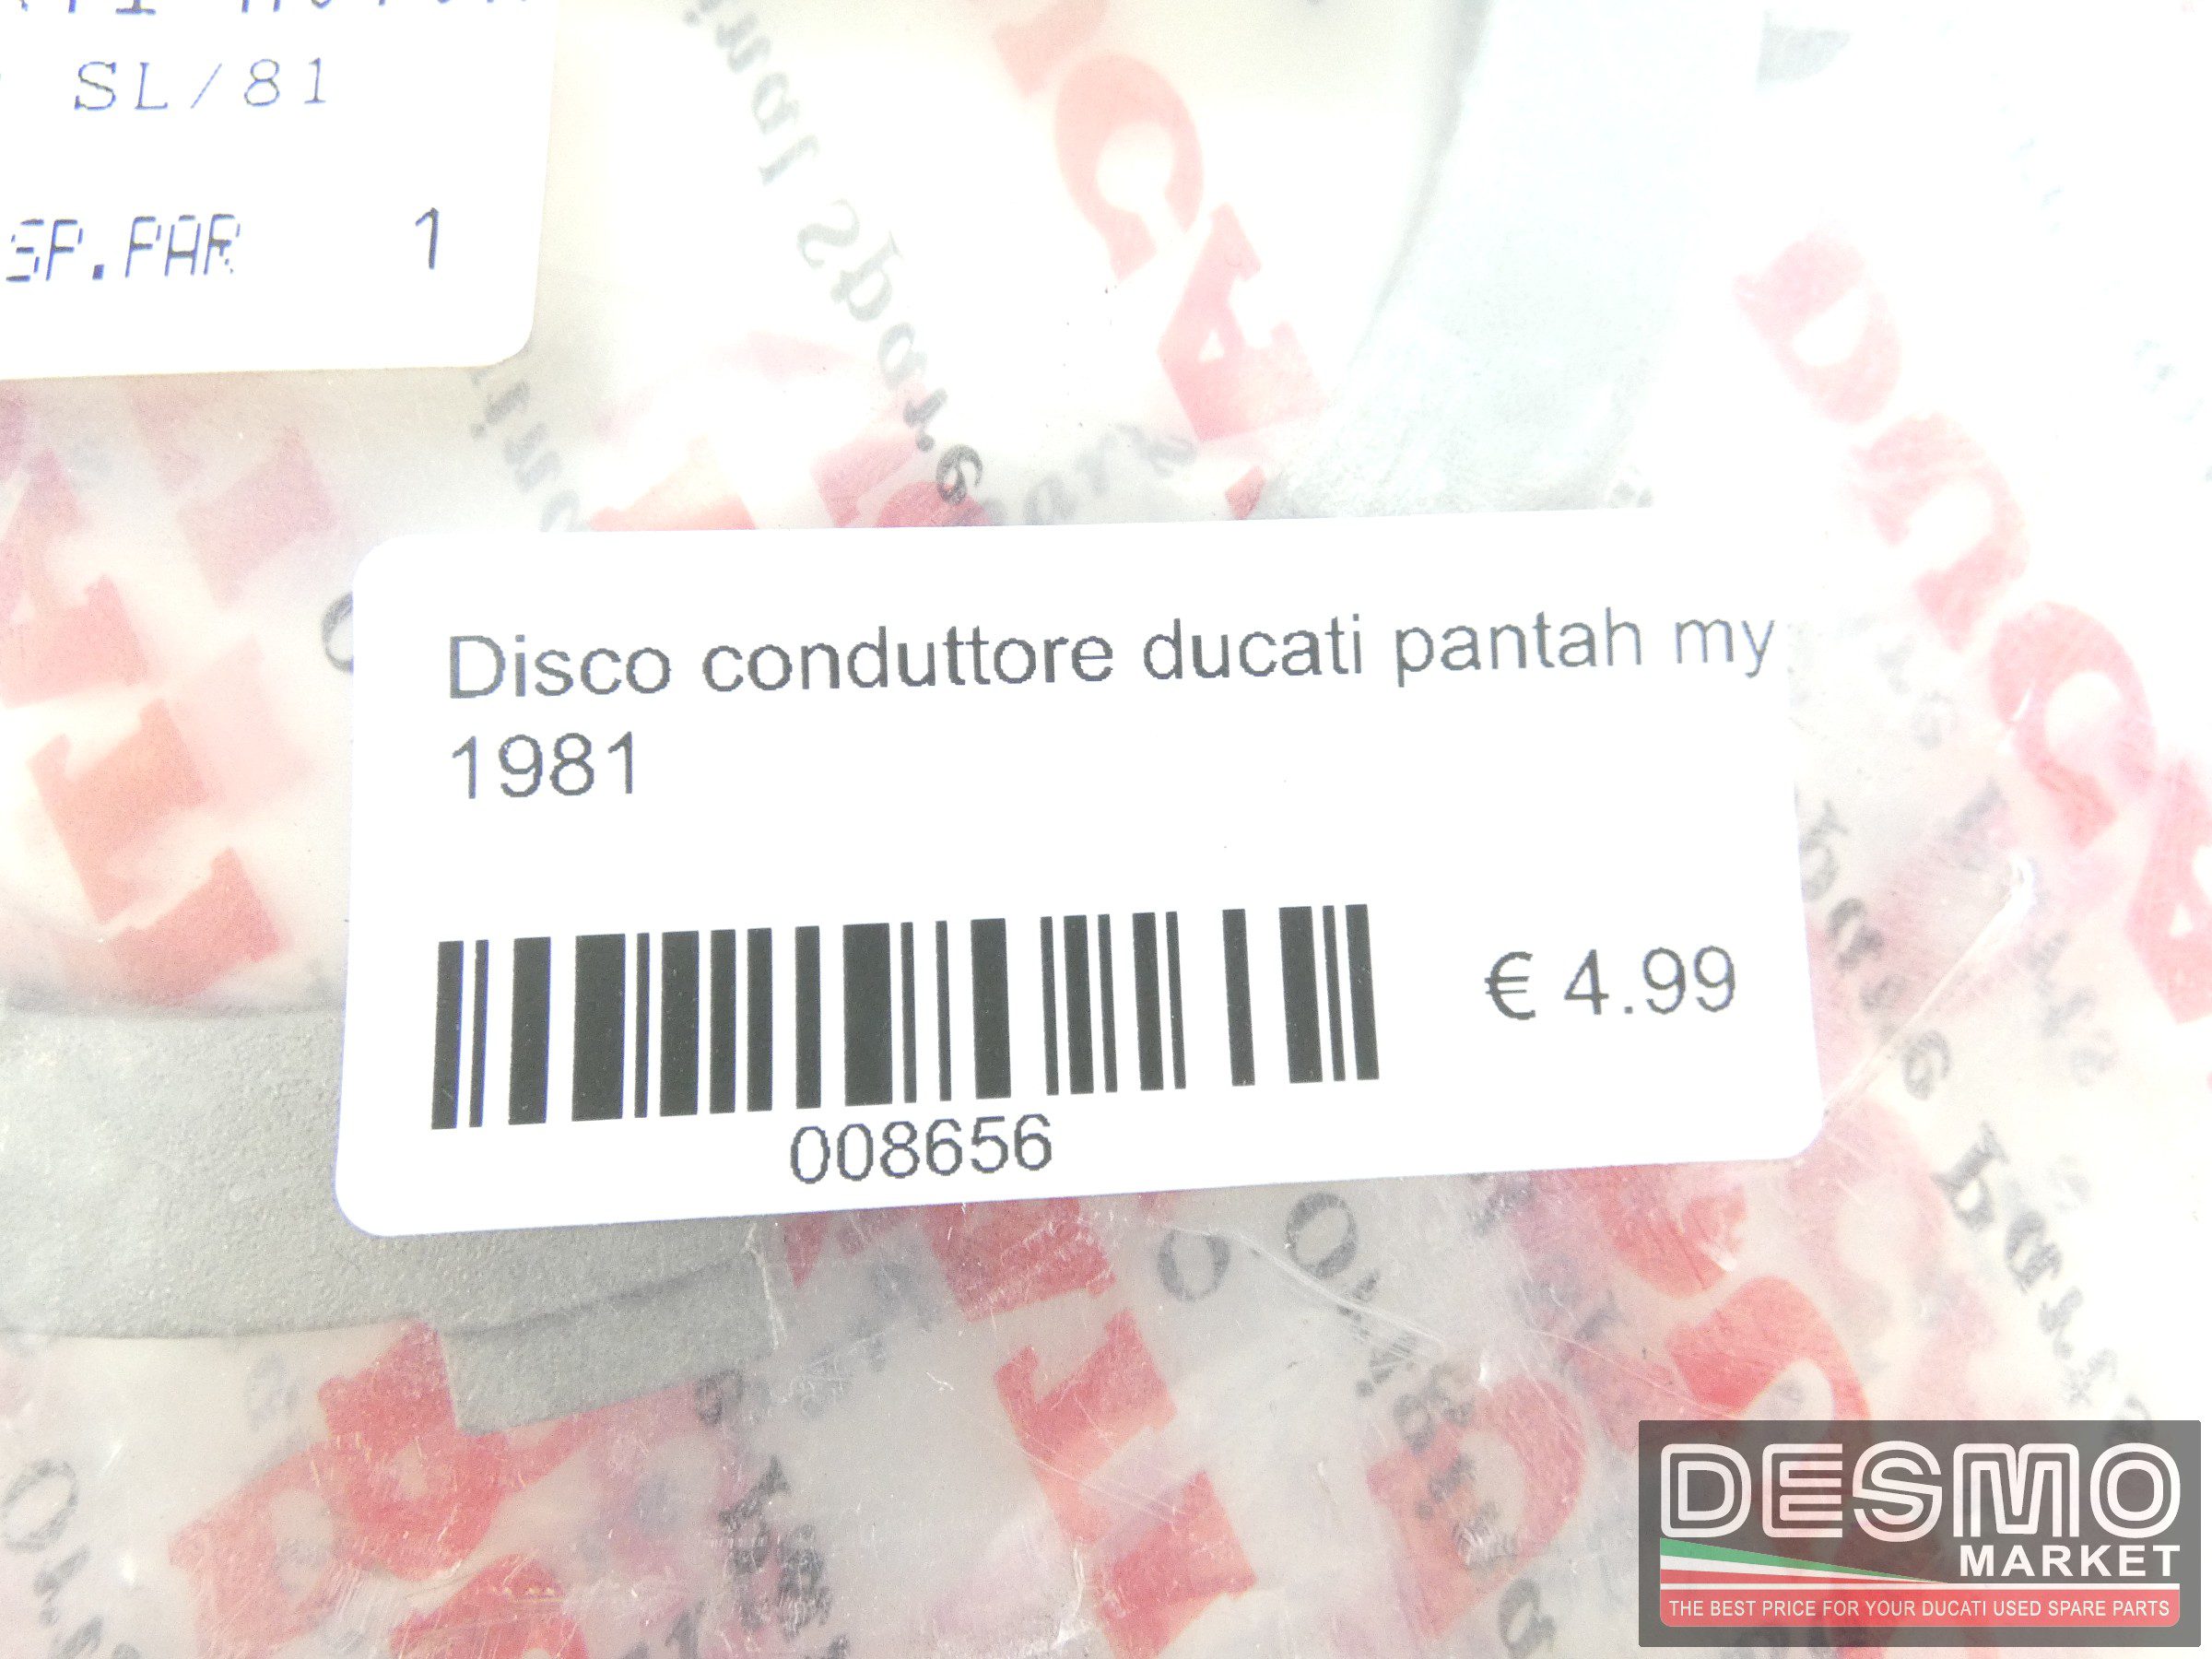 SL/81
SP.PAR 1
Disco conduttore ducati pantah my
1981
€ 4.99
008656
DESMO
MARKET
THE BEST PRICE FOR YOUR DUCATI USED SPARE PARTS